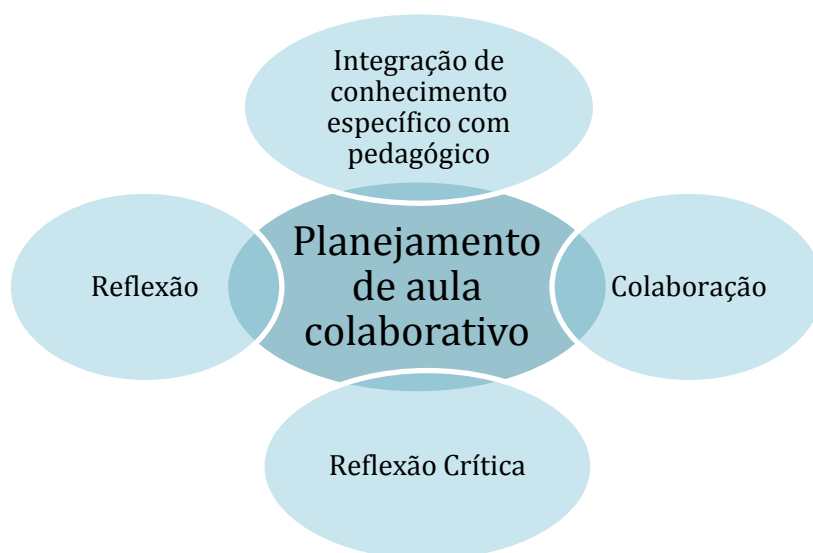 Integração de
conhecimento
específico com
pedagógico
Planejamento
de aula
colaborativo
Reflexão
Colaboração
Reflexão Crítica